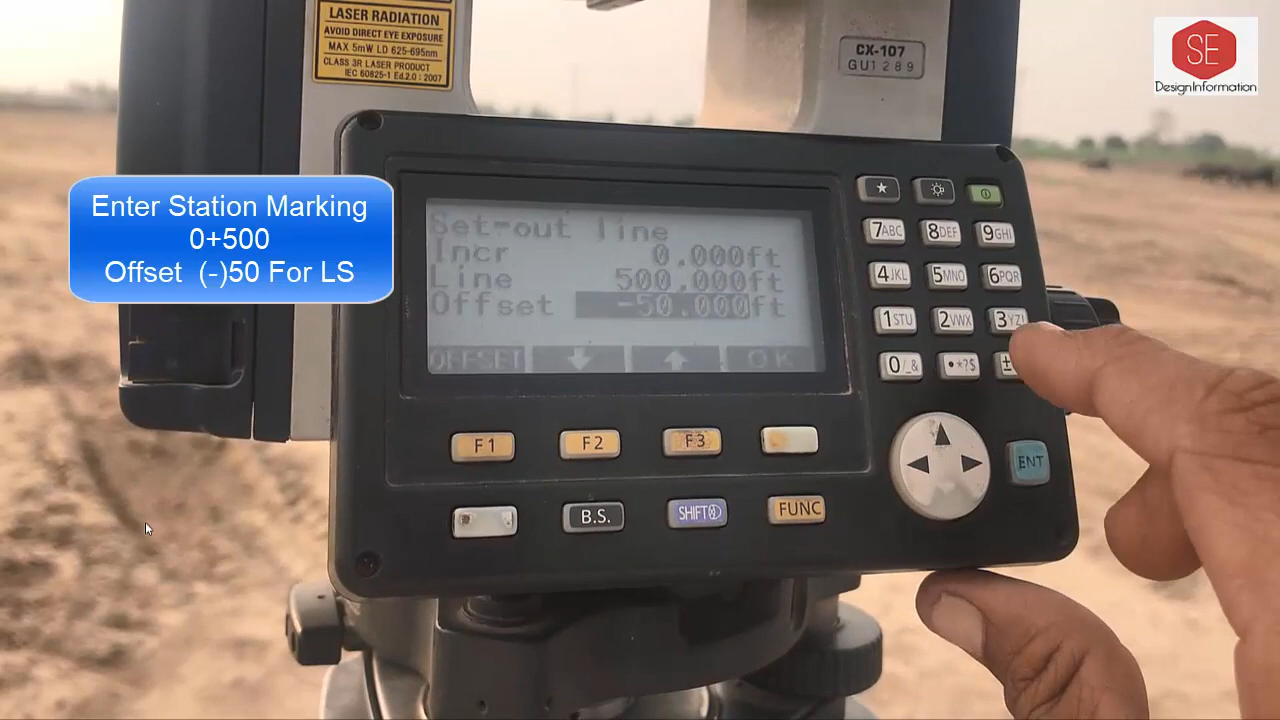 LASER RADIATION
AVOID DIRECT EYE EXPOSURE
MAX 5mW LD 625-695nm
CLASS 3R LASER PRODUCT
IEC 60825-1 Ed.2.0 : 2007
CX-107
GU1289
SE
DesignInformation
Enter Station Marking
0+500
Offset (-)50 For LS
Set-out line
Incr 0.000ft
Line 500.000ft
Offset -50.000ft
OFFSET ↓ ↑ OK
7ABC 8DEF 9GHI
4JKL 5MNO 6PQR
1STU 2VWX 3YZ
0/_& •*?$ ±
F1 F2 F3
ENT
B.S. SHIFT FUNC